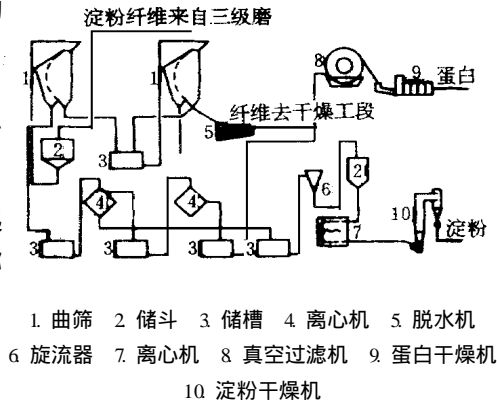 淀粉纤维来自三级磨
1
1
8
9
蛋白
纤维去干燥工段
5
2
3
2
6
4
4
10
7
淀粉
3
3
3
3
1. 曲筛 2. 储斗 3. 储槽 4. 离心机 5. 脱水机
6. 旋流器 7. 离心机 8. 真空过滤机 9. 蛋白干燥机
10. 淀粉干燥机